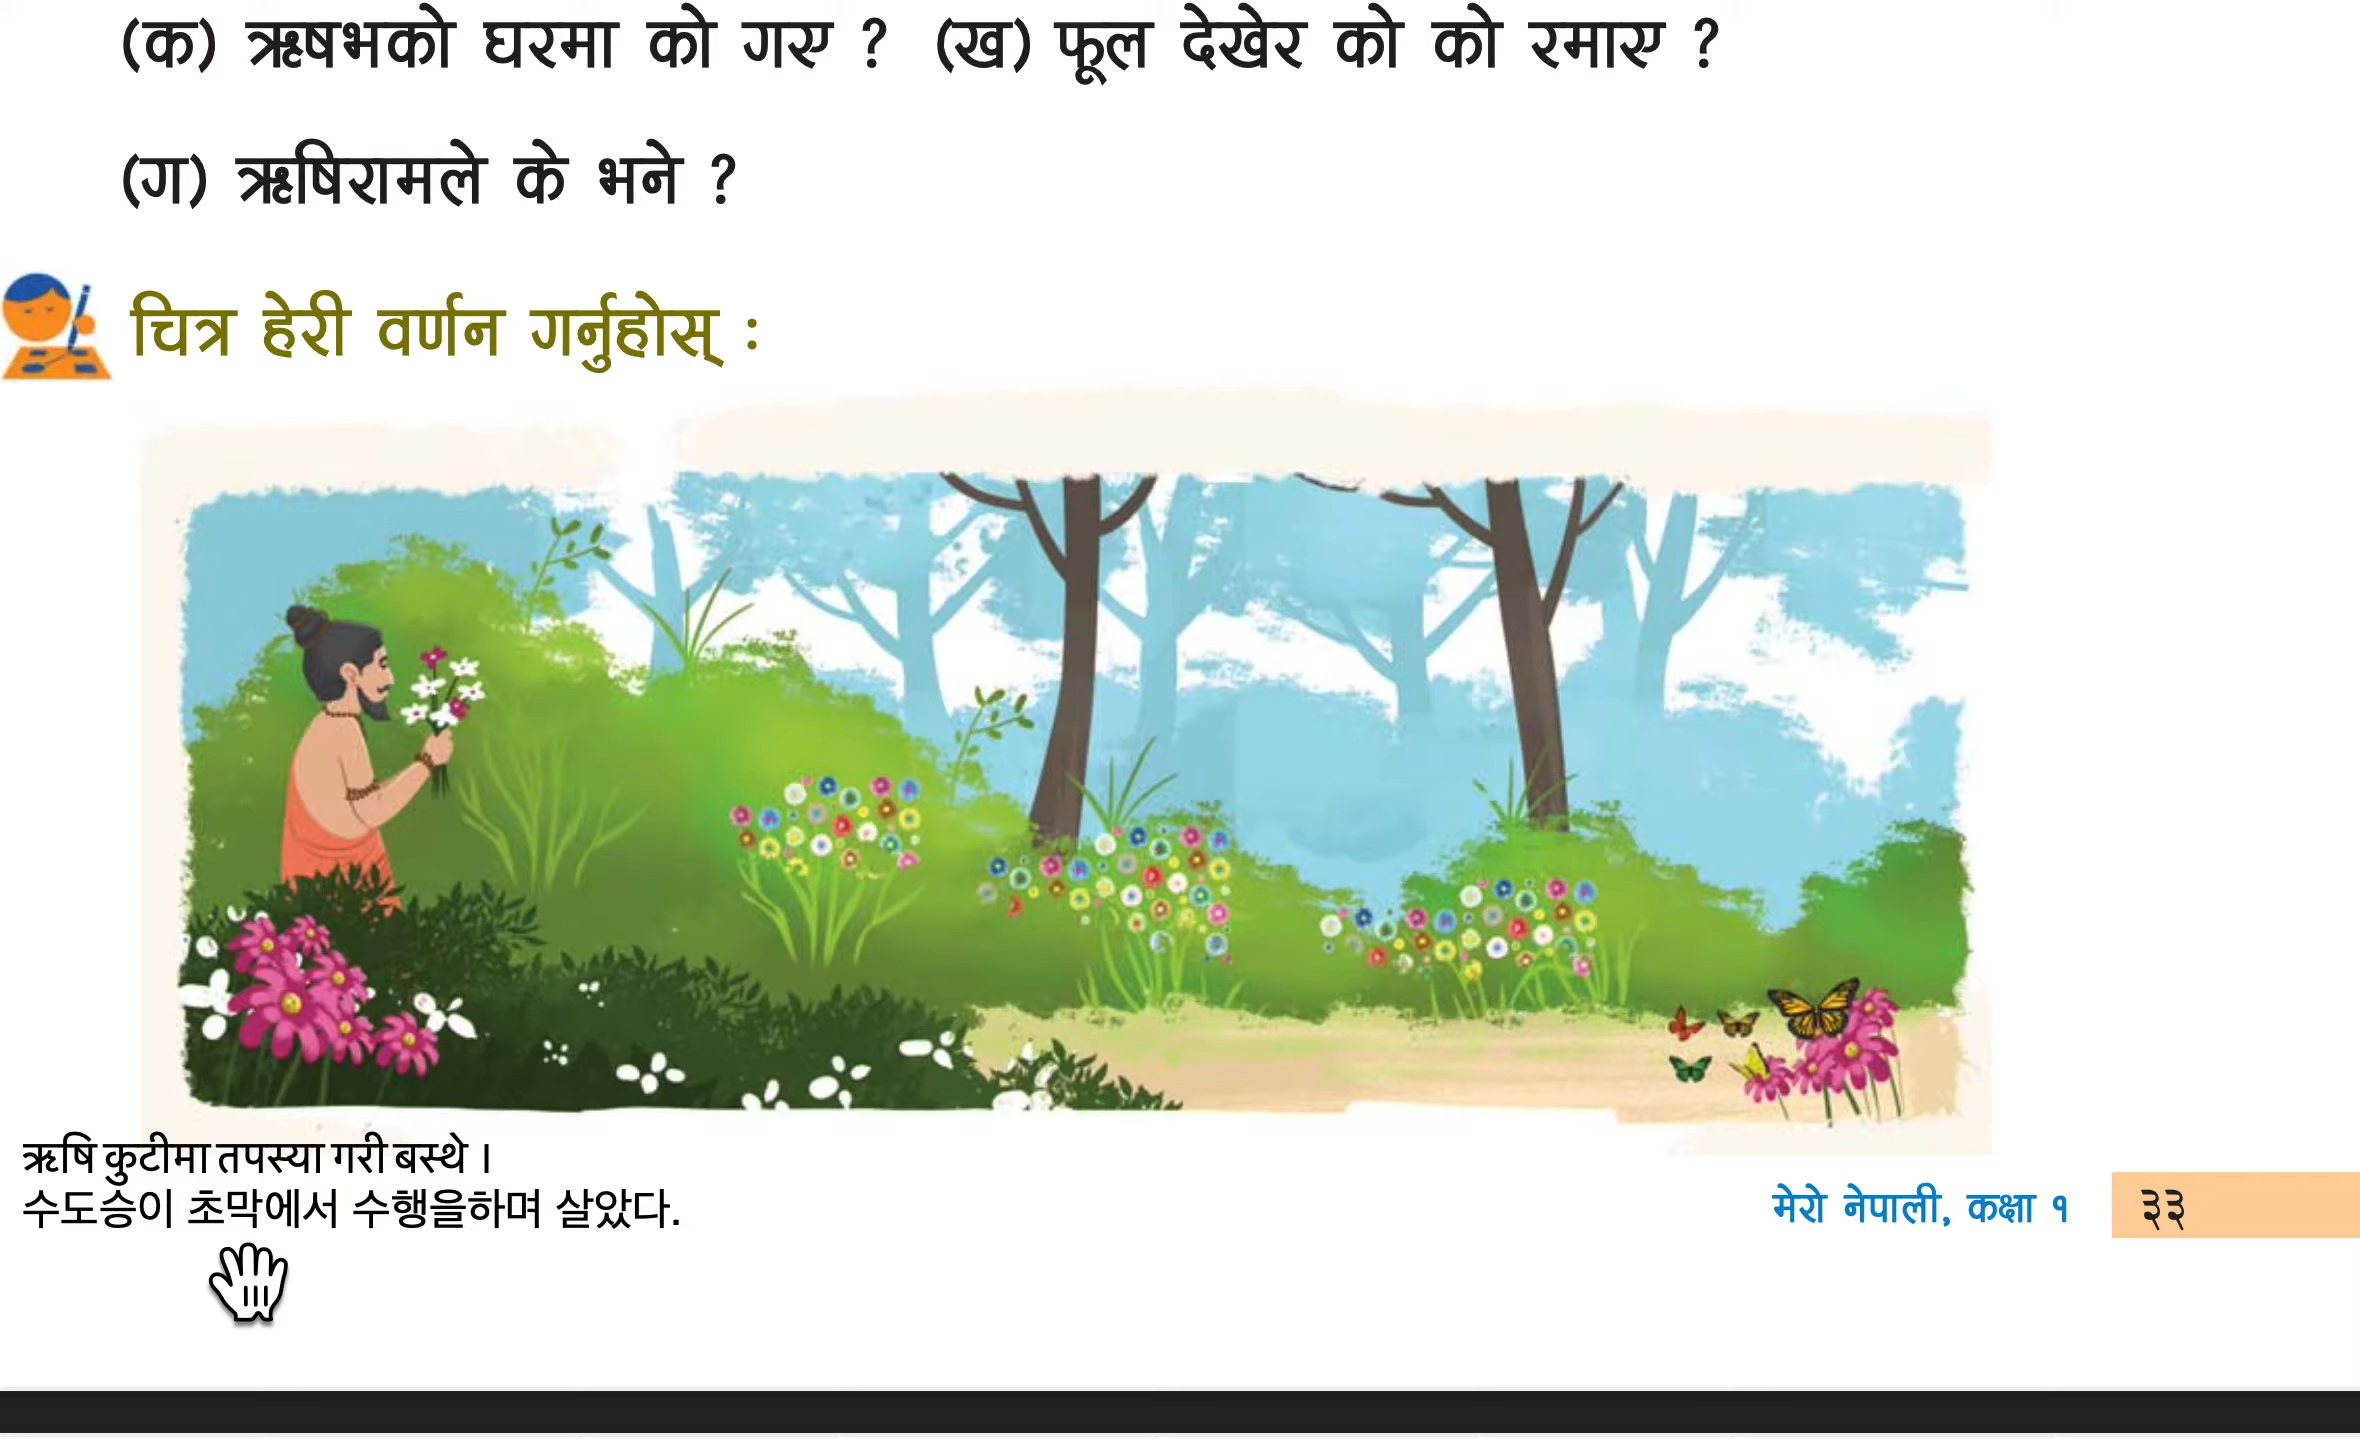 (क) ऋषभको घरमा को गए ? (ख) फूल देखेर को को रमाए ?
(ग) ऋषिरामले के भने ?
चित्र हेरी वर्णन गर्नुहोस् :
ऋषि कुटीमा तपस्या गरी बस्थे ।
수도승이 초막에서 수행을하며 살았다.
मेरो नेपाली, कक्षा १ ३३